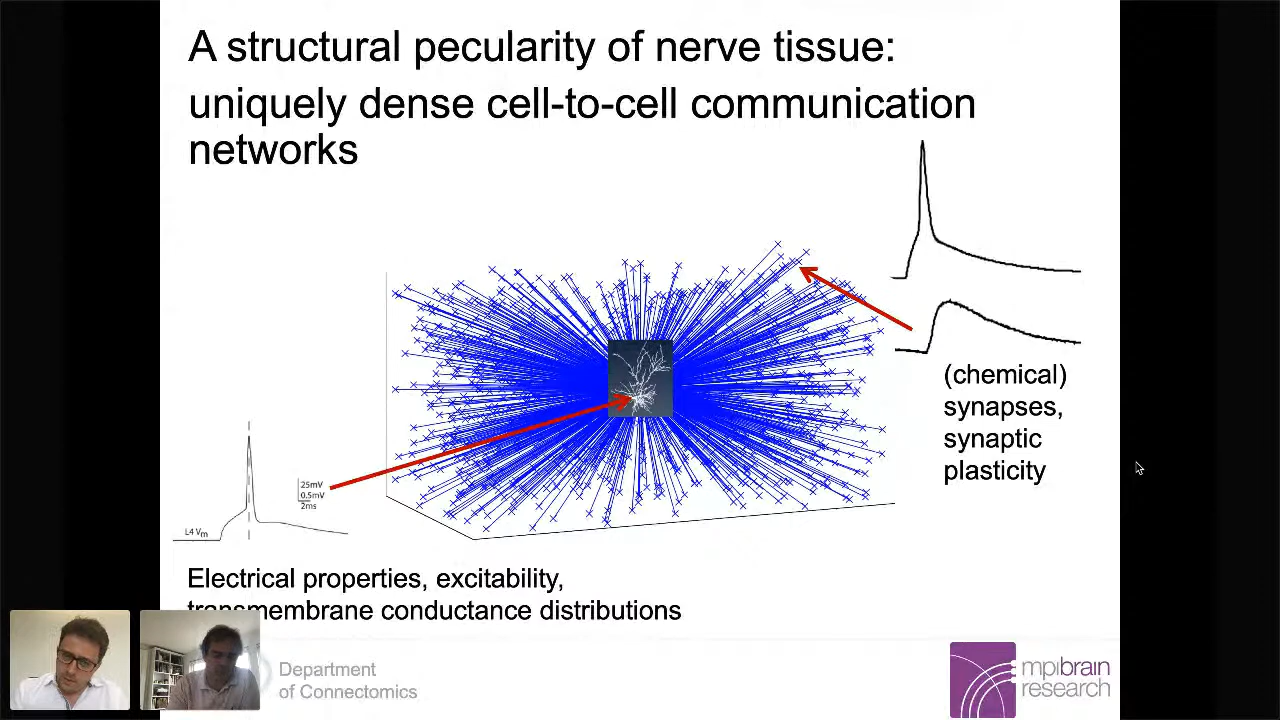 A structural pecularity of nerve tissue:
uniquely dense cell-to-cell communication
networks
(chemical)
synapses,
synaptic
plasticity
25mV
0.5mV
2ms
L4 Vm
Electrical properties, excitability,
transmembrane conductance distributions
Department
of Connectomics
mpibrain
research